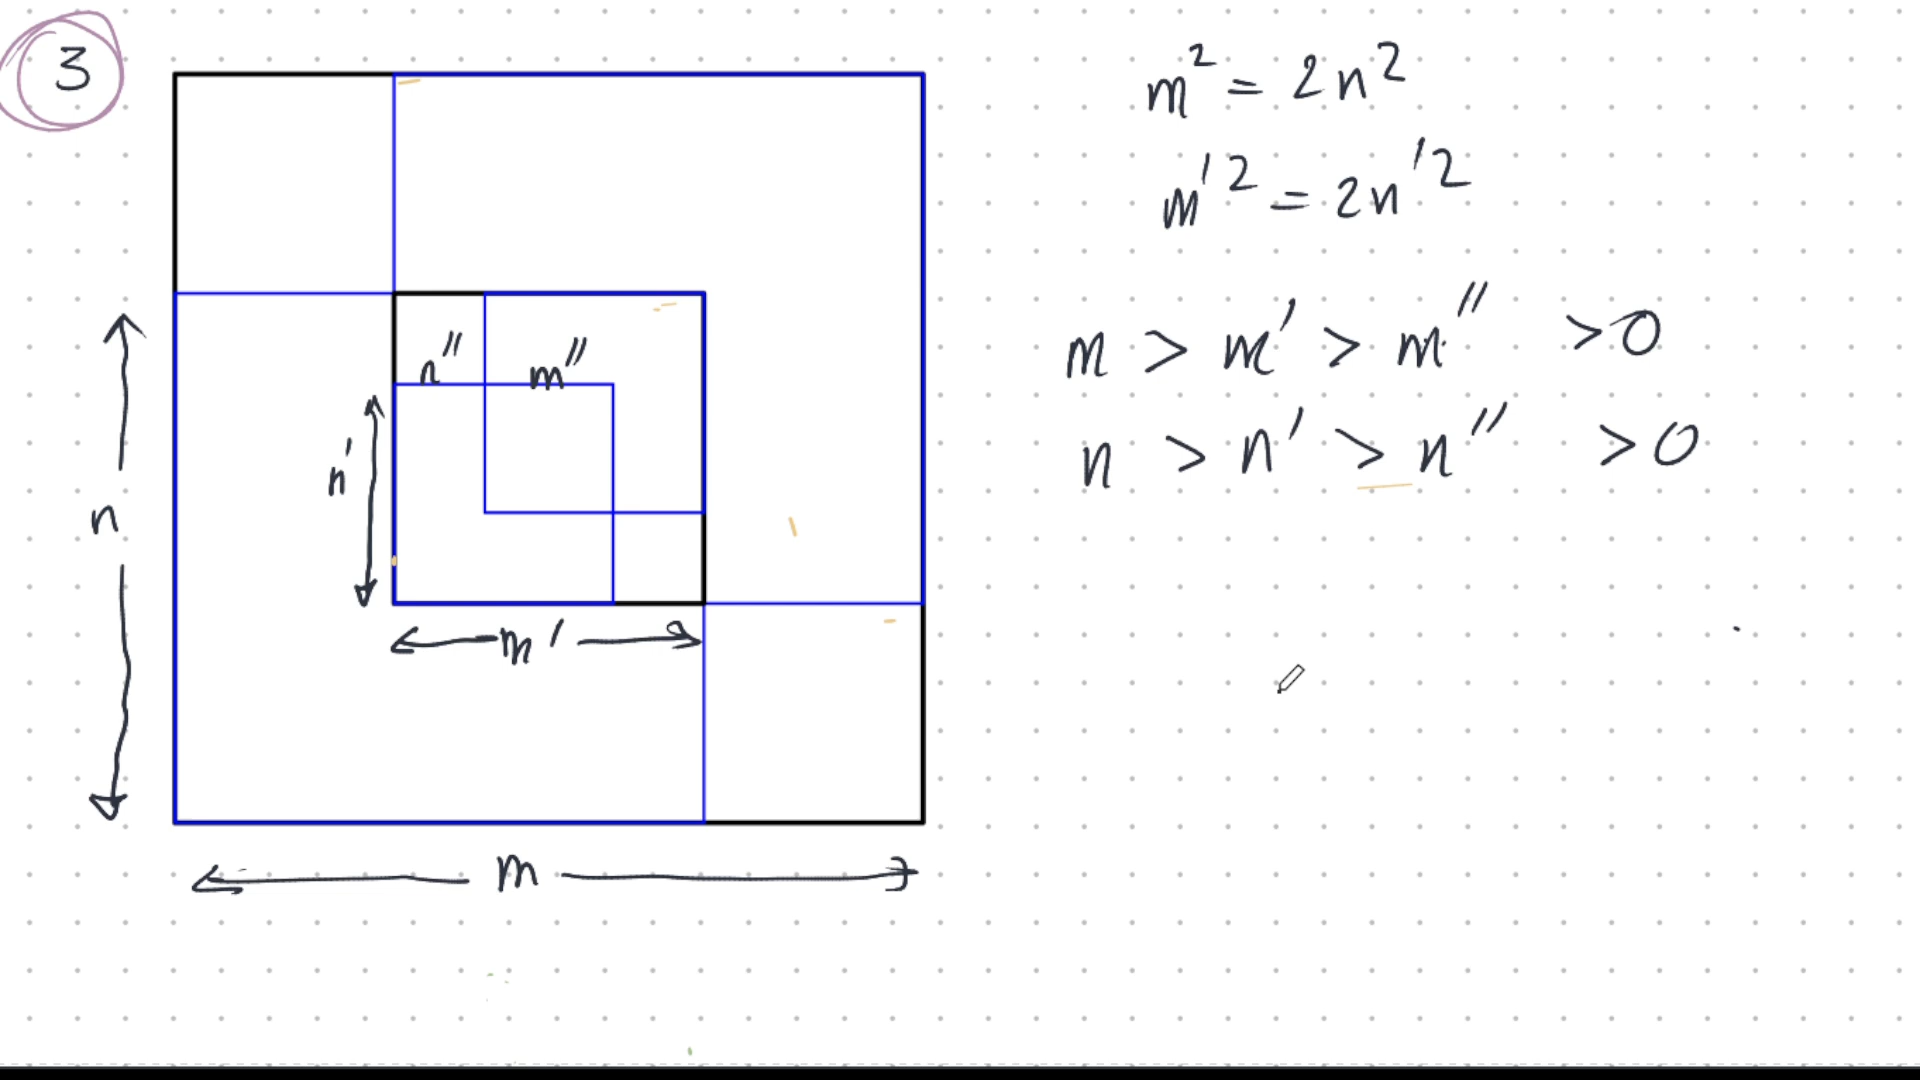 3
m² = 2n²
m'² = 2n'²
m > m' > m'' > 0
n > n' > n'' > 0
n'' m''
n'
n
m'
m